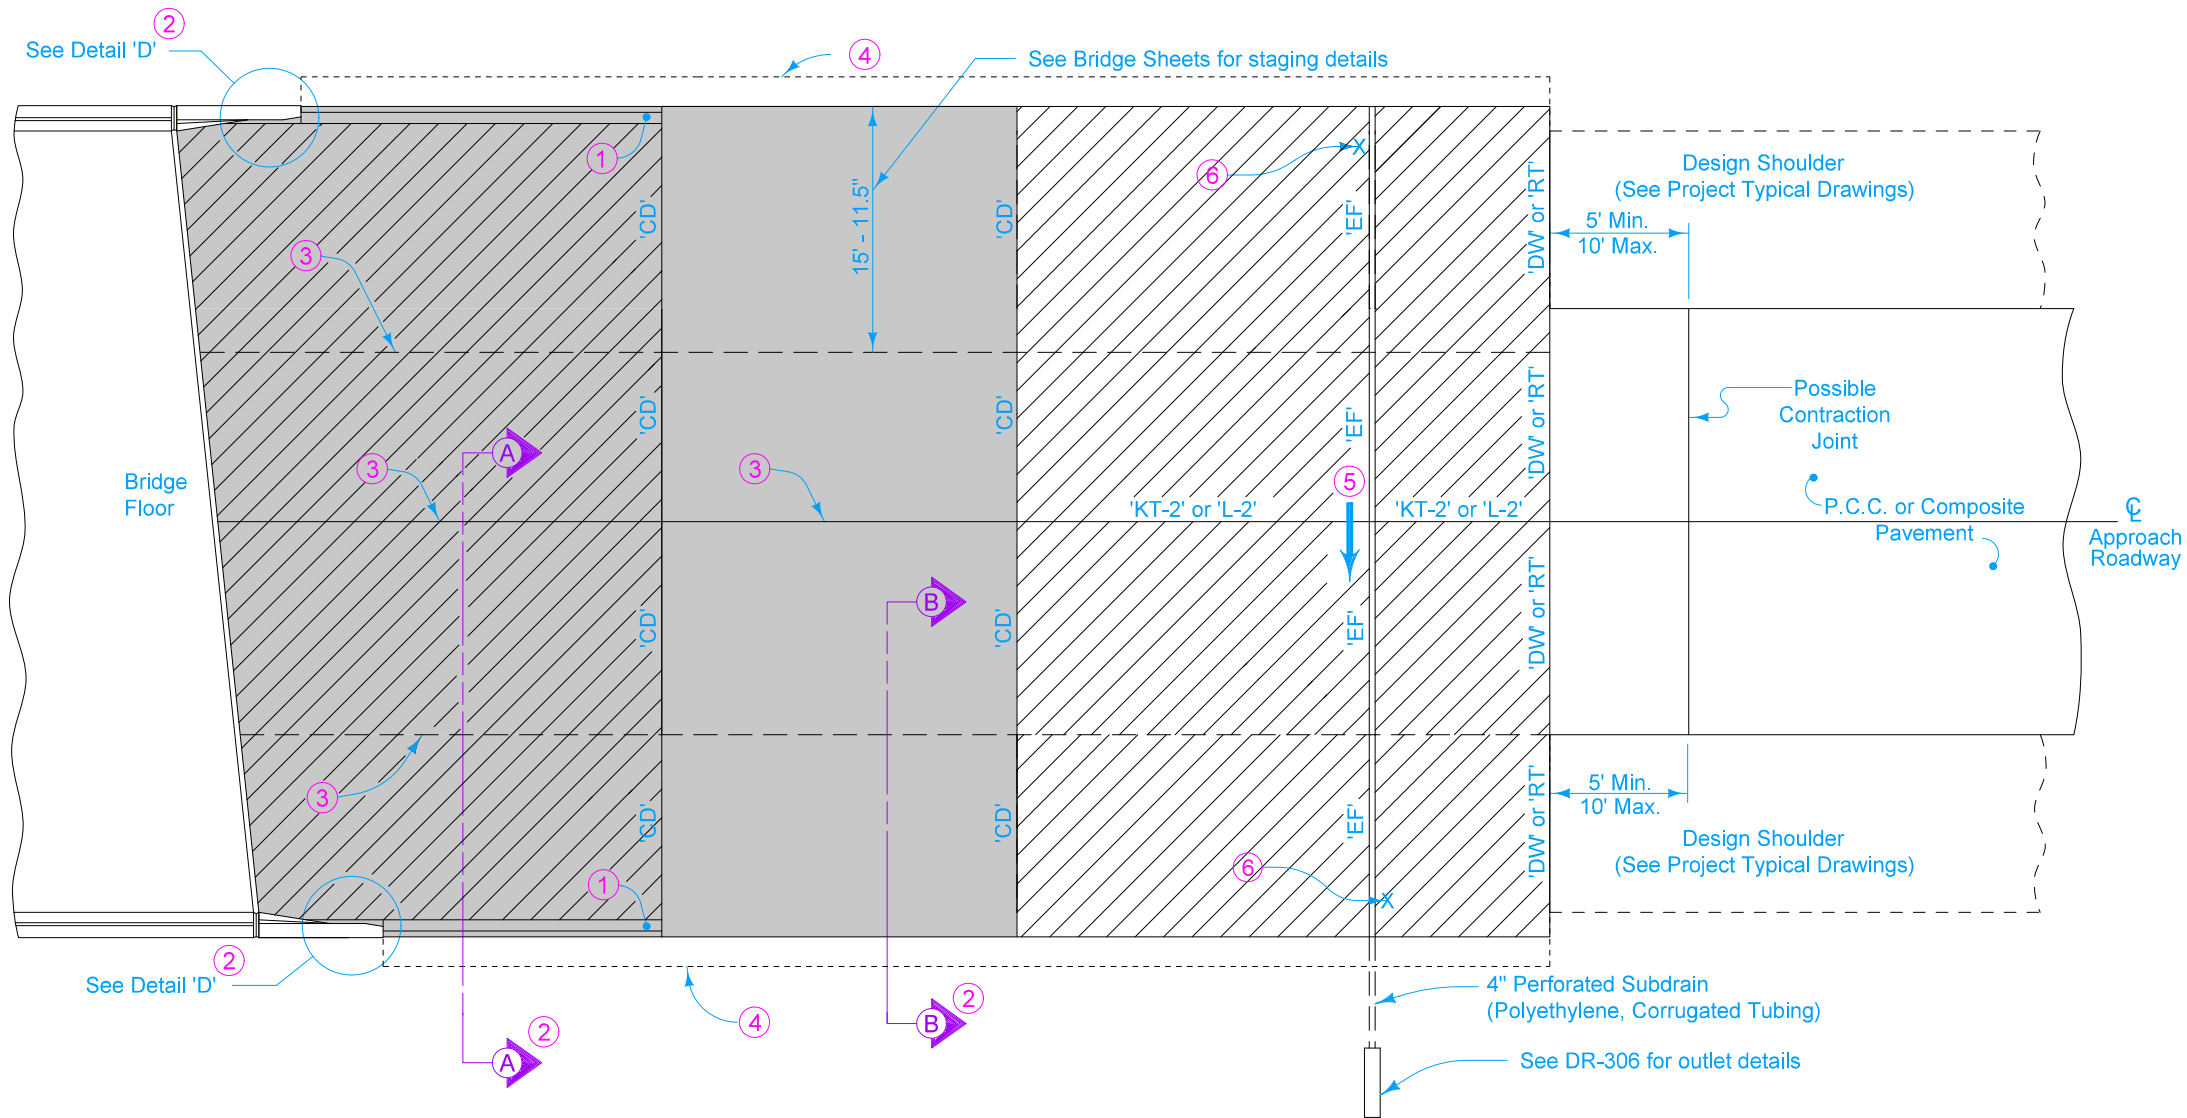 2
See Detail 'D'
4
See Bridge Sheets for staging details
1
6
Design Shoulder
(See Project Typical Drawings)
'CD'
15' - 11.5"
'CD'
'EF'
'DW' or 'RT'
5' Min.
10' Max.
3
'CD'
'CD'
'EF'
'DW' or 'RT'
Possible
Contraction
Joint
A
3
3
5
Bridge
Floor
'KT-2' or 'L-2'
'KT-2' or 'L-2'
P.C.C. or Composite
Pavement
CL
Approach
Roadway
B
'CD'
'CD'
'EF'
'DW' or 'RT'
3
'CD'
'CD'
'EF'
'DW' or 'RT'
5' Min.
10' Max.
Design Shoulder
(See Project Typical Drawings)
1
6
2
See Detail 'D'
2
B
4
2
A
4" Perforated Subdrain
(Polyethylene, Corrugated Tubing)
See DR-306 for outlet details